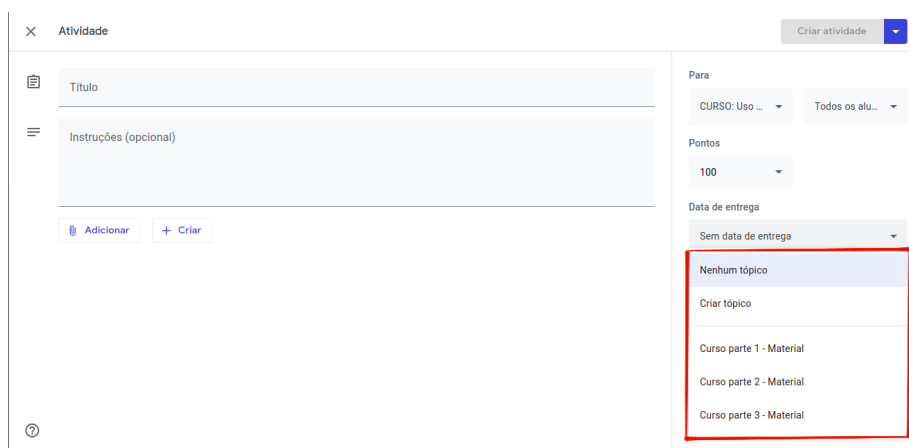 Atividade
Criar atividade
Título
Instruções (opcional)
Adicionar
+ Criar
Para
CURSO: Uso ...
Todos os alu...
Pontos
100
Data de entrega
Sem data de entrega
Nenhum tópico
Criar tópico
Curso parte 1 - Material
Curso parte 2 - Material
Curso parte 3 - Material